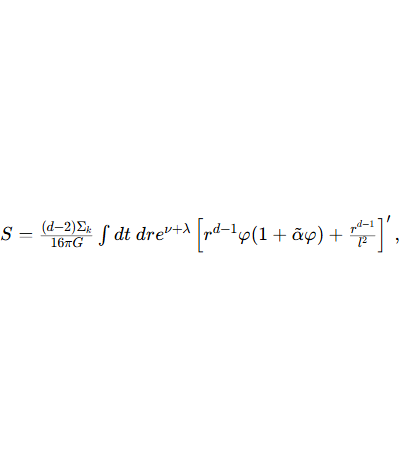 $S = \frac{(d-2)\Sigma_k}{16\pi G} \int dt\, dr e^{\nu+\lambda} \left[ r^{d-1} \varphi (1 + \tilde{\alpha} \varphi) + \frac{r^{d-1}}{l^2} \right]',$